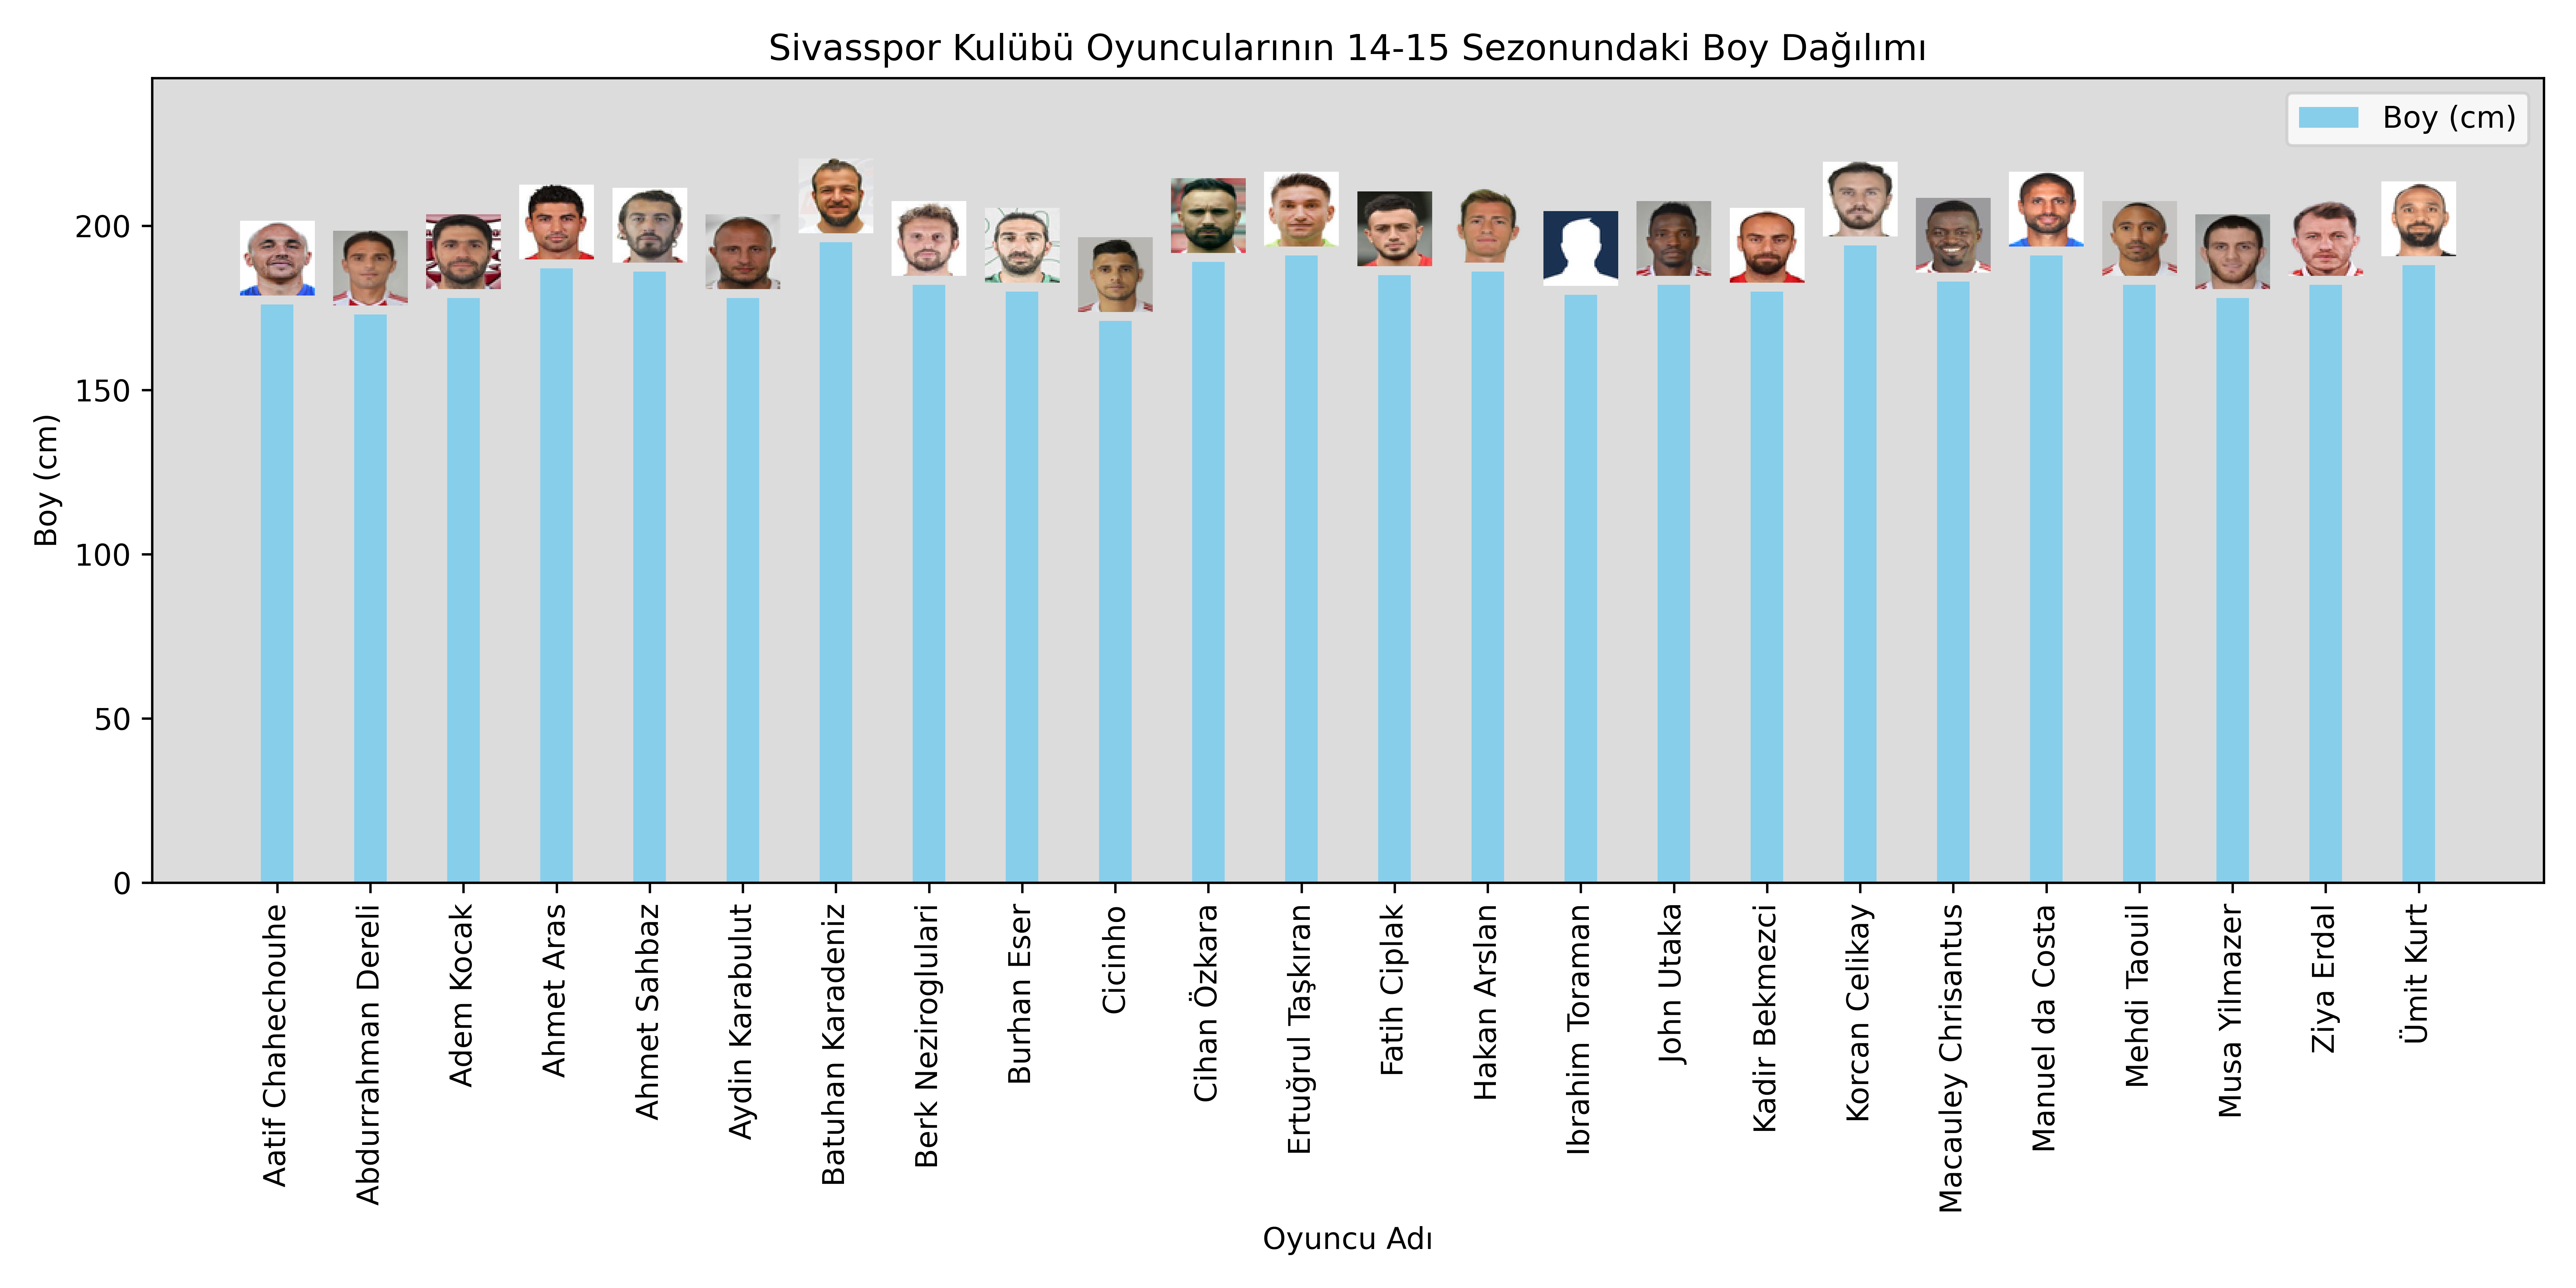 Sivasspor Kulübü Oyuncularının 14-15 Sezonundaki Boy Dağılımı
Boy (cm)
200
150
100
50
0
Boy (cm)
Aatif Chahechouhe
Abdurrahman Dereli
Adem Kocak
Ahmet Aras
Ahmet Sahbaz
Aydin Karabulut
Batuhan Karadeniz
Berk Neziroglulari
Burhan Eser
Cicinho
Cihan Özkara
Ertuğrul Taşkıran
Fatih Ciplak
Hakan Arslan
Ibrahim Toraman
John Utaka
Kadir Bekmezci
Korcan Celikay
Macauley Chrisantus
Manuel da Costa
Mehdi Taouil
Musa Yilmazer
Ziya Erdal
Ümit Kurt
Oyuncu Adı